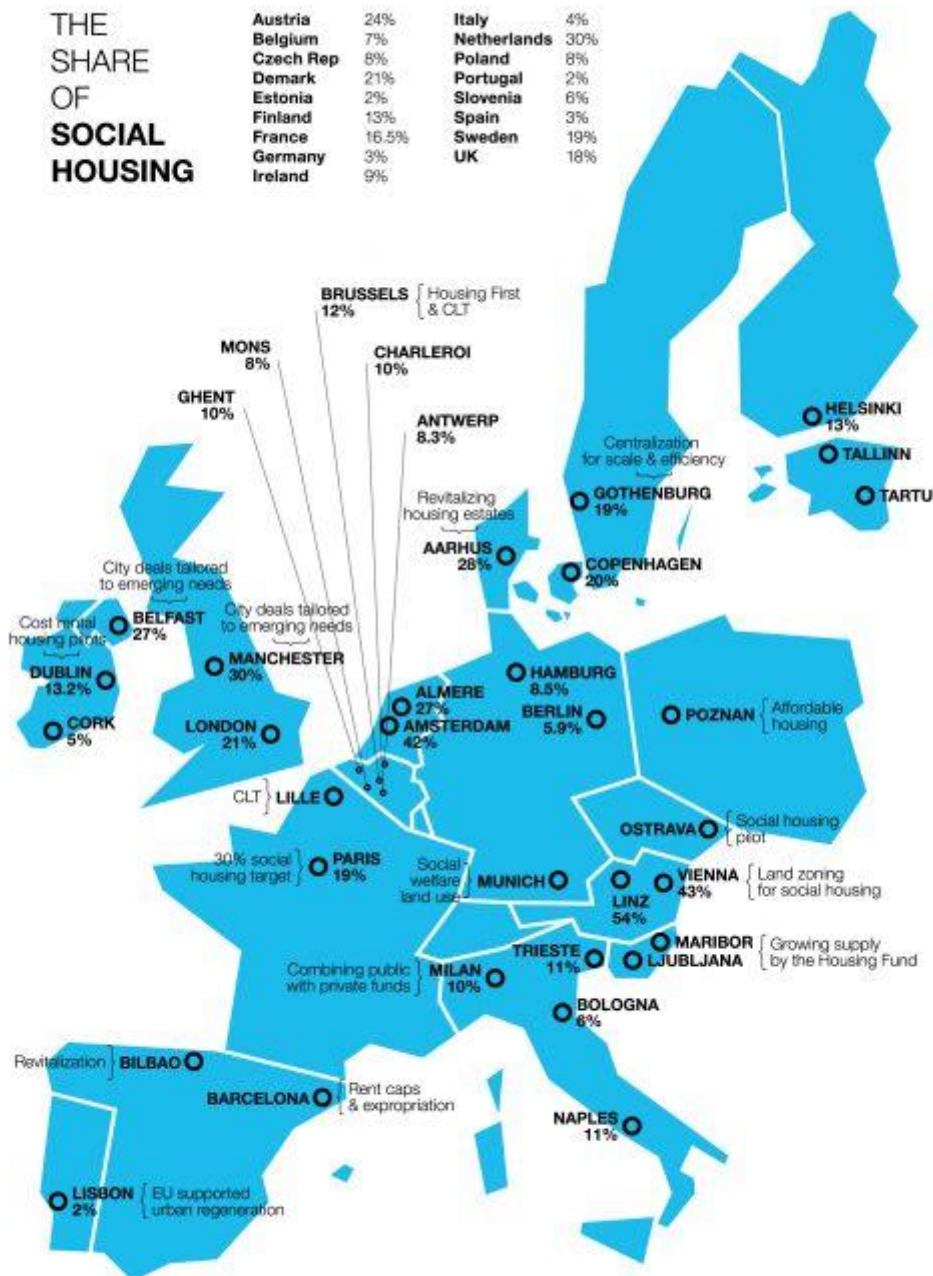 THE
SHARE
OF
SOCIAL
HOUSING
Austria 24%
Belgium 7%
Czech Rep 8%
Demark 21%
Estonia 2%
Finland 13%
France 16.5%
Germany 3%
Ireland 9%
Italy 4%
Netherlands 30%
Poland 8%
Portugal 2%
Slovenia 6%
Spain 3%
Sweden 19%
UK 18%
BRUSSELS
12%
Housing First
& CLT
MONS
8%
CHARLEROI
10%
GHENT
10%
ANTWERP
8.3%
HELSINKI
13%
TALLINN
TARTU
Centralization
for scale & efficiency
GOTHENBURG
19%
Revitalizing
housing estates
AARHUS
28%
COPENHAGEN
20%
City deals tailored
to emerging needs
BELFAST
27%
City deals tailored
to emerging needs
MANCHESTER
30%
Cost rental
housing pilots
DUBLIN
13.2%
CORK
5%
LONDON
21%
ALMERE
27%
AMSTERDAM
42%
HAMBURG
8.5%
BERLIN
5.9%
POZNAN
Affordable
housing
CLT
LILLE
OSTRAVA
Social housing
pilot
30% social
housing target
PARIS
19%
Social
welfare
land use
MUNICH
LINZ
54%
VIENNA
43%
Land zoning
for social housing
MARIBOR
LJUBLJANA
Growing supply
by the Housing Fund
TRIESTE
11%
Combining public
with private funds
MILAN
10%
BOLOGNA
6%
Revitalization
BILBAO
BARCELONA
Rent caps
& expropriation
NAPLES
11%
LISBON
2%
EU supported
urban regeneration